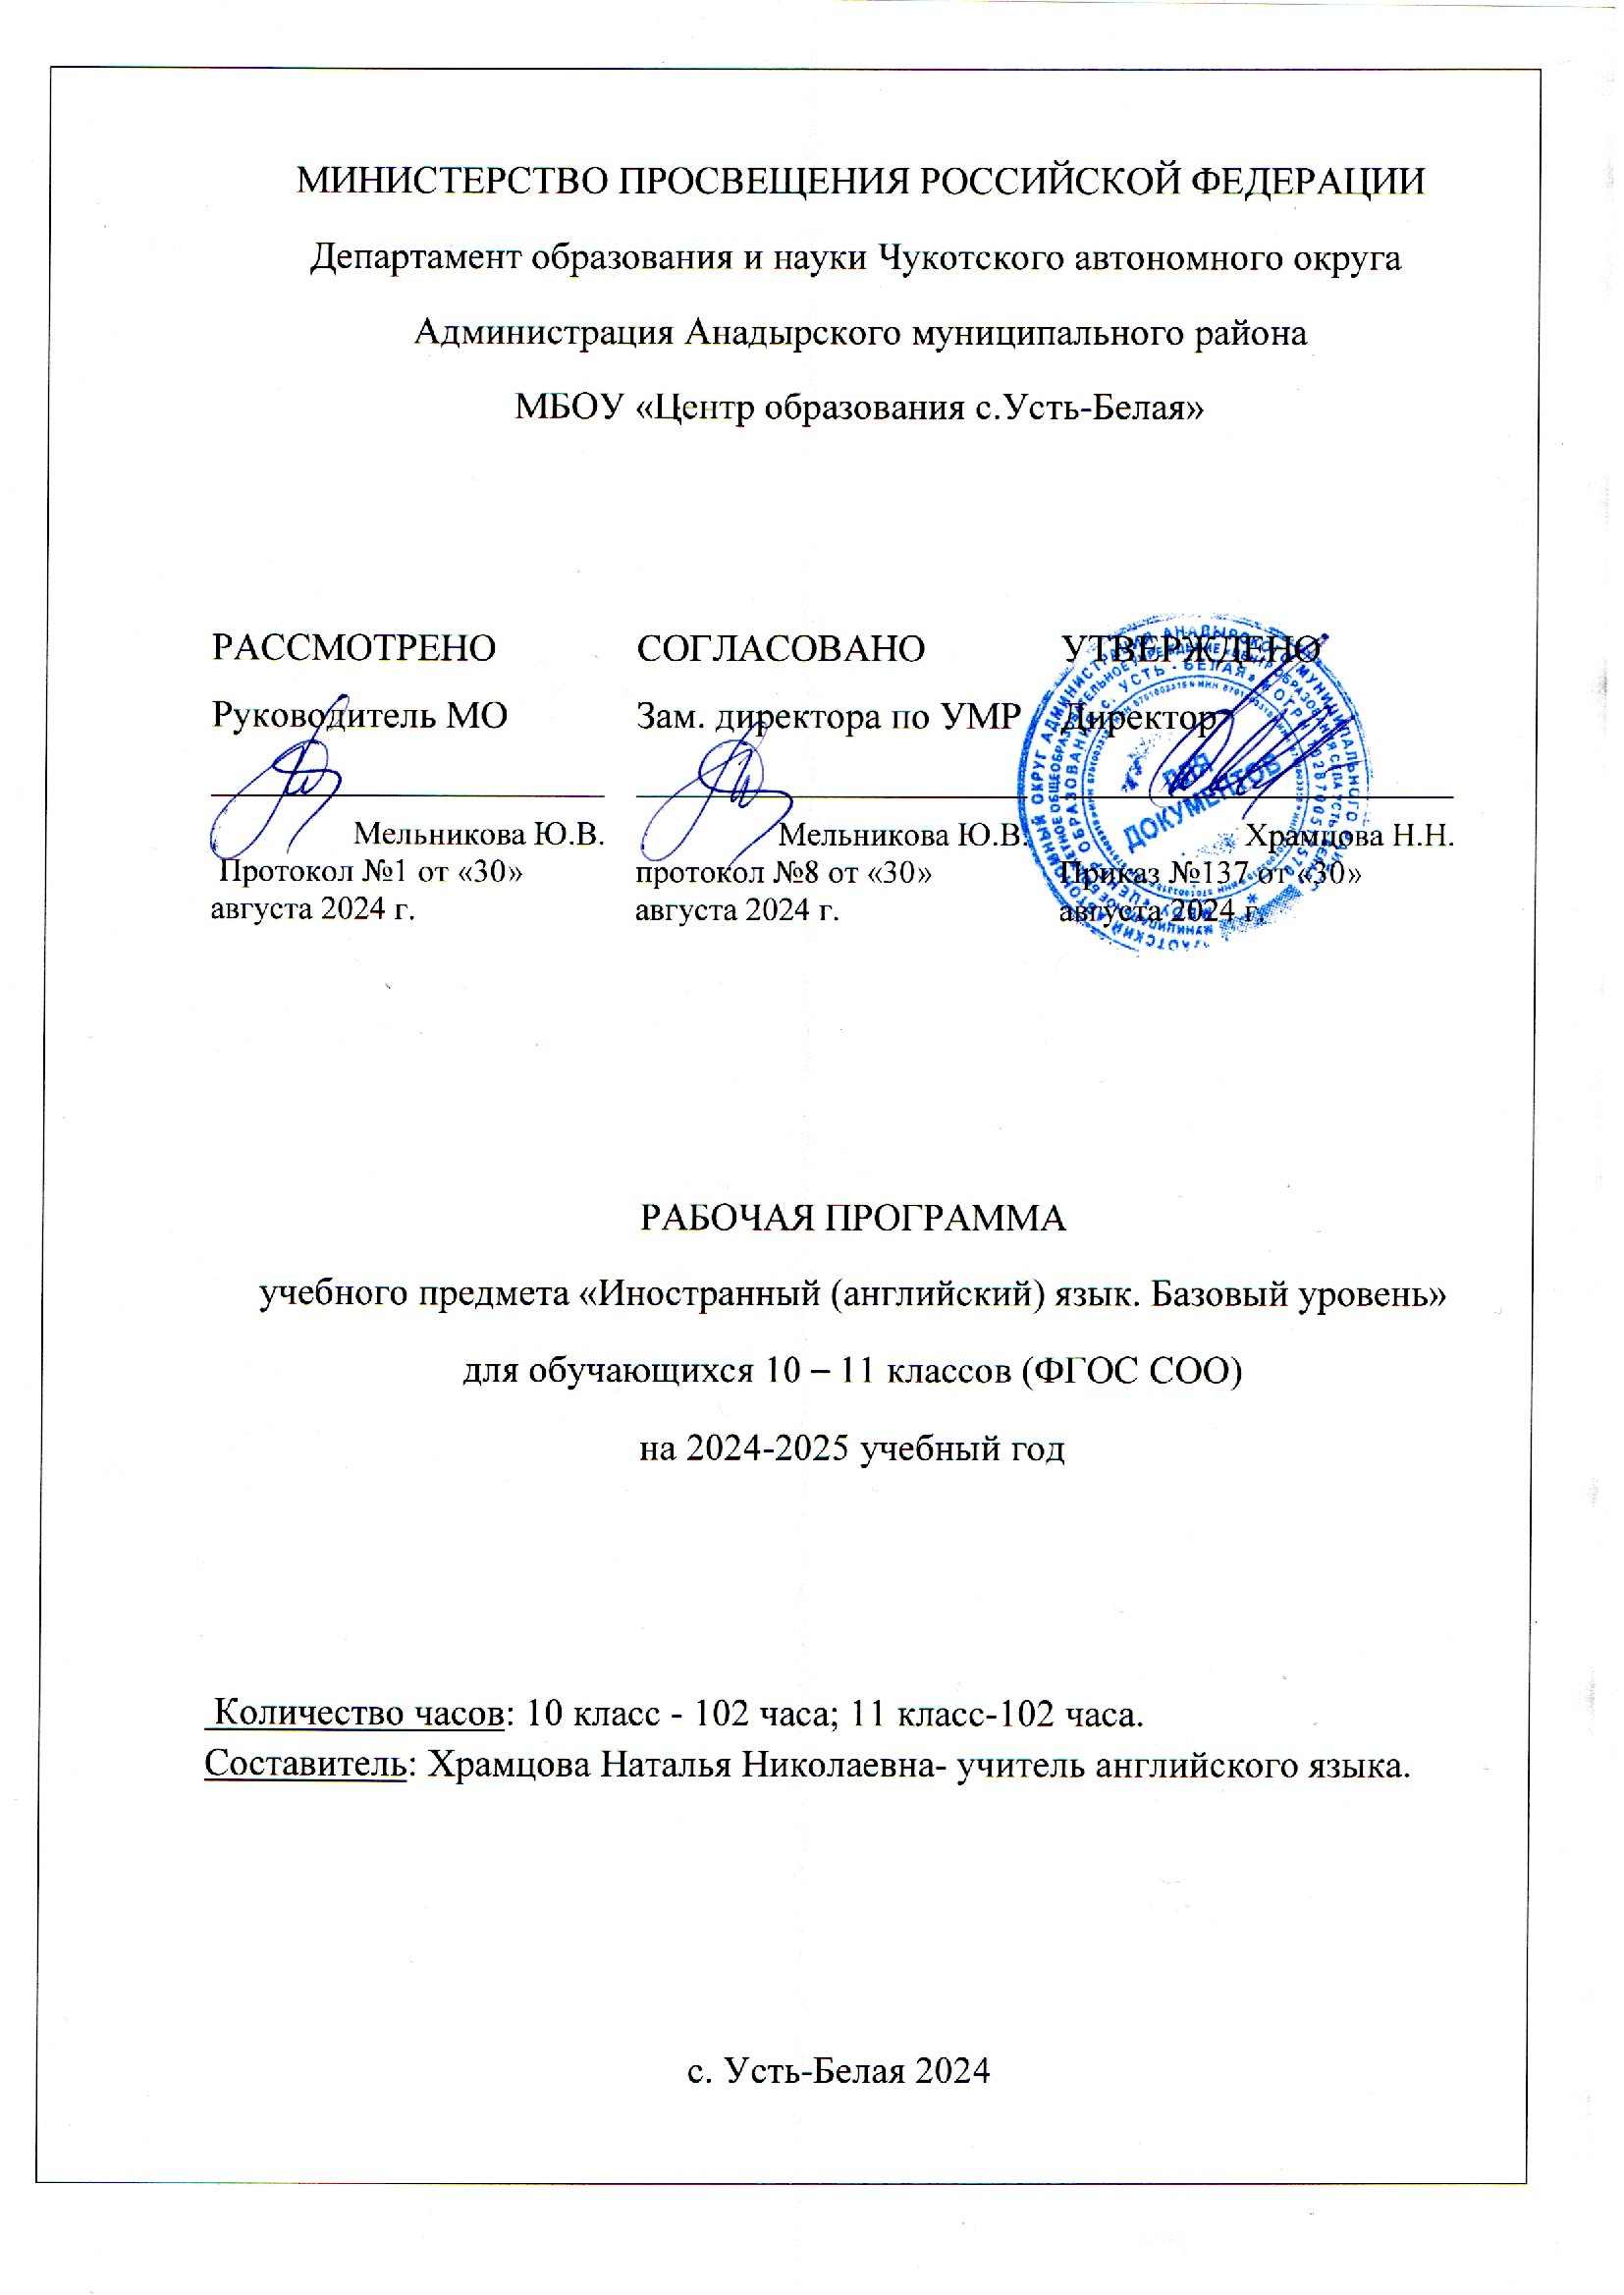 МИНИСТЕРСТВО ПРОСВЕЩЕНИЯ РОССИЙСКОЙ ФЕДЕРАЦИИ
Департамент образования и науки Чукотского автономного округа
Администрация Анадырского муниципального района
МБОУ «Центр образования с.Усть-Белая»
РАССМОТРЕНО
Руководитель МО
Мельникова Ю.В.
Протокол №1 от «30»
августа 2024 г.
СОГЛАСОВАНО
Зам. директора по УМР
Мельникова Ю.В.
протокол №8 от «30»
августа 2024 г.
УТВЕРЖДЕНО
Директор
Храмцова Н.Н.
Приказ №137 от «30»
августа 2024 г.
ДЛЯ
ДОКУМЕНТОВ
РАБОЧАЯ ПРОГРАММА
учебного предмета «Иностранный (английский) язык. Базовый уровень»
для обучающихся 10 – 11 классов (ФГОС СОО)
на 2024-2025 учебный год
Количество часов: 10 класс - 102 часа; 11 класс-102 часа.
Составитель: Храмцова Наталья Николаевна- учитель английского языка.
с. Усть-Белая 2024